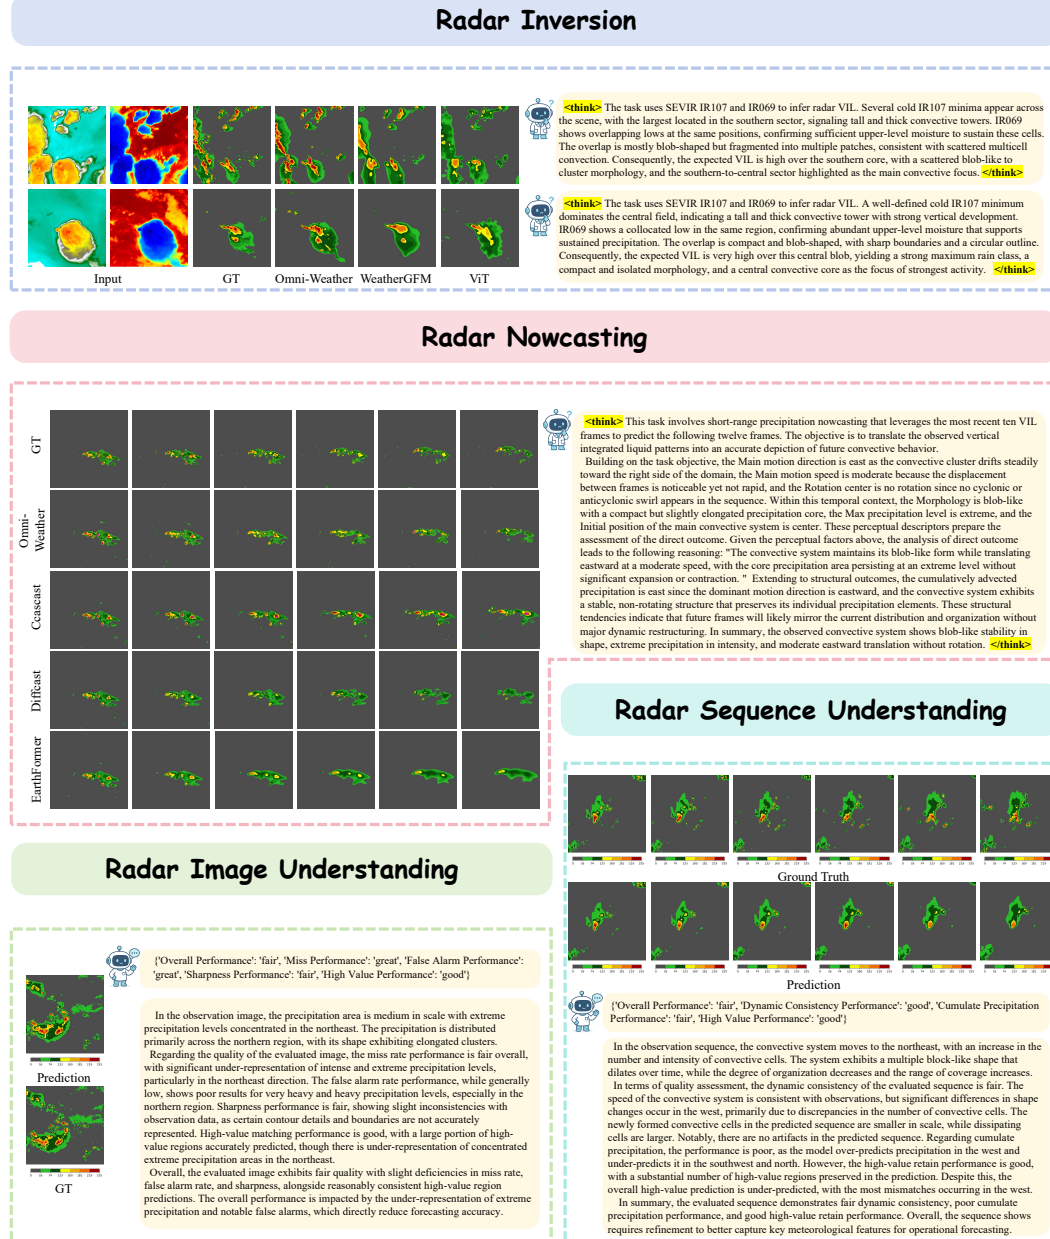 Radar Inversion
<think> The task uses SEVIR IR107 and IR069 to infer radar VIL. Several cold IR107 minima appear across
the scene, with the largest located in the southern sector, signaling tall and thick convective towers. IR069
shows overlapping lows at the same positions, confirming sufficient upper-level moisture to sustain these cells.
The overlap is mostly blob-shaped but fragmented into multiple patches, consistent with scattered multicell
convection. Consequently, the expected VIL is high over the southern core, with a scattered blob-like to
cluster morphology, and the southern-to-central sector highlighted as the main convective focus. </think>
<think> The task uses SEVIR IR107 and IR069 to infer radar VIL. A well-defined cold IR107 minimum
dominates the central field, indicating a tall and thick convective tower with strong vertical development.
IR069 shows a collocated low in the same region, confirming abundant upper-level moisture that supports
sustained precipitation. The overlap is compact and blob-shaped, with sharp boundaries and a circular outline.
Consequently, the expected VIL is very high over this central blob, yielding a strong maximum rain class, a
compact and isolated morphology, and a central convective core as the focus of strongest activity. </think>
Input GT Omni-Weather WeatherGFM ViT
Radar Nowcasting
GT
Omni-
Weather
Ccascast
Diffcast
EarthFormer
<think> This task involves short-range precipitation nowcasting that leverages the most recent ten VIL
frames to predict the following twelve frames. The objective is to translate the observed vertical
integrated liquid patterns into an accurate depiction of future convective behavior.
Building on the task objective, the Main motion direction is east as the convective cluster drifts steadily
toward the right side of the domain, the Main motion speed is moderate because the displacement
between frames is noticeable yet not rapid, and the Rotation center is no rotation since no cyclonic or
anticyclonic swirl appears in the sequence. Within this temporal context, the Morphology is blob-like
with a compact but slightly elongated precipitation core, the Max precipitation level is extreme, and the
Initial position of the main convective system is center. These perceptual descriptors prepare the
assessment of the direct outcome. Given the perceptual factors above, the analysis of direct outcome
leads to the following reasoning: "The convective system maintains its blob-like form while translating
eastward at a moderate speed, with the core precipitation area persisting at an extreme level without
significant expansion or contraction. " Extending to structural outcomes, the cumulatively advected
precipitation is east since the dominant motion direction is eastward, and the convective system exhibits
a stable, non-rotating structure that preserves its individual precipitation elements. These structural
tendencies indicate that future frames will likely mirror the current distribution and organization without
major dynamic restructuring. In summary, the observed convective system shows blob-like stability in
shape, extreme precipitation in intensity, and moderate eastward translation without rotation. </think>
Radar Sequence Understanding
Ground Truth
Prediction
{'Overall Performance': 'fair', 'Dynamic Consistency Performance': 'good', 'Cumulate Precipitation
Performance': 'fair', 'High Value Performance': 'good'}
In the observation sequence, the convective system moves to the northeast, with an increase in the
number and intensity of convective cells. The system exhibits a multiple block-like shape that
dilates over time, while the degree of organization decreases and the range of coverage increases.
In terms of quality assessment, the dynamic consistency of the evaluated sequence is fair. The
speed of the convective system is consistent with observations, but significant differences in shape
changes occur in the west, primarily due to discrepancies in the number of convective cells. The
newly formed convective cells in the predicted sequence are smaller in scale, while dissipating
cells are larger. Notably, there are no artifacts in the predicted sequence. Regarding cumulate
precipitation, the performance is poor, as the model over-predicts precipitation in the west and
under-predicts it in the southwest and north. However, the high-value retain performance is good,
with a substantial number of high-value regions preserved in the prediction. Despite this, the
overall high-value prediction is under-predicted, with the most mismatches occurring in the west.
In summary, the evaluated sequence demonstrates fair dynamic consistency, poor cumulate
precipitation performance, and good high-value retain performance. Overall, the sequence shows
requires refinement to better capture key meteorological features for operational forecasting.
Radar Image Understanding
{'Overall Performance': 'fair', 'Miss Performance': 'great', 'False Alarm Performance':
'great', 'Sharpness Performance': 'fair', 'High Value Performance': 'good'}
Prediction
GT
In the observation image, the precipitation area is medium in scale with extreme
precipitation levels concentrated in the northeast. The precipitation is distributed
primarily across the northern region, with its shape exhibiting elongated clusters.
Regarding the quality of the evaluated image, the miss rate performance is fair overall,
with significant under-representation of intense and extreme precipitation levels,
particularly in the northeast direction. The false alarm rate performance, while generally
low, shows poor results for very heavy and heavy precipitation levels, especially in the
northern region. Sharpness performance is fair, showing slight inconsistencies with
observation data, as certain contour details and boundaries are not accurately
represented. High-value matching performance is good, with a large portion of high-
value regions accurately predicted, though there is under-representation of concentrated
extreme precipitation areas in the northeast.
Overall, the evaluated image exhibits fair quality with slight deficiencies in miss rate,
false alarm rate, and sharpness, alongside reasonably consistent high-value region
predictions. The overall performance is impacted by the under-representation of extreme
precipitation and notable false alarms, which directly reduce forecasting accuracy.